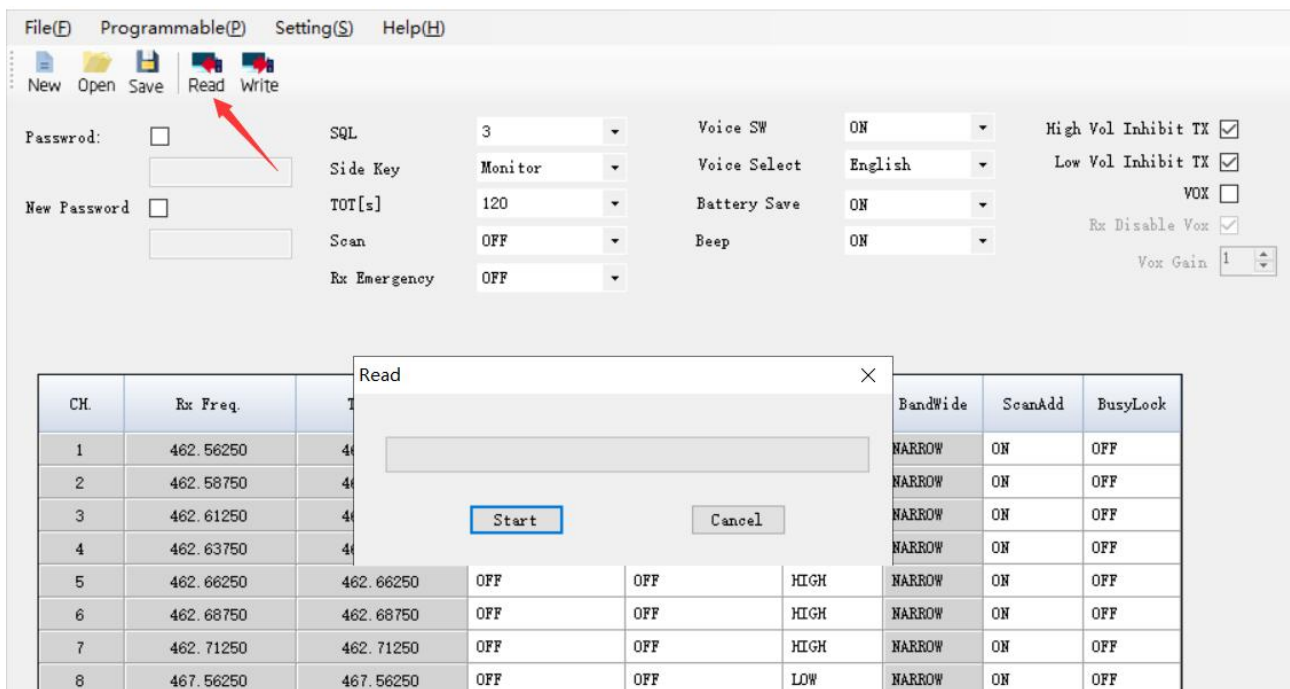 File(F) Programmable(P) Setting(S) Help(H)
New Open Save Read Write
Passwrod:
New Password
SQL 3
Side Key Monitor
TOT[s] 120
Scan OFF
Rx Emergency OFF
Voice SW ON
Voice Select English
Battery Save ON
Beep ON
High Vol Inhibit TX
Low Vol Inhibit TX
VOX
Rx Disable Vox
Vox Gain 1
Read
Start Cancel
CH. Rx Freq. T BandWide ScanAdd BusyLock
1 462.56250 46 NARROW ON OFF
2 462.58750 46 NARROW ON OFF
3 462.61250 46 NARROW ON OFF
4 462.63750 46 NARROW ON OFF
5 462.66250 462.66250 OFF OFF HIGH NARROW ON OFF
6 462.68750 462.68750 OFF OFF HIGH NARROW ON OFF
7 462.71250 462.71250 OFF OFF HIGH NARROW ON OFF
8 467.56250 467.56250 OFF OFF LOW NARROW ON OFF